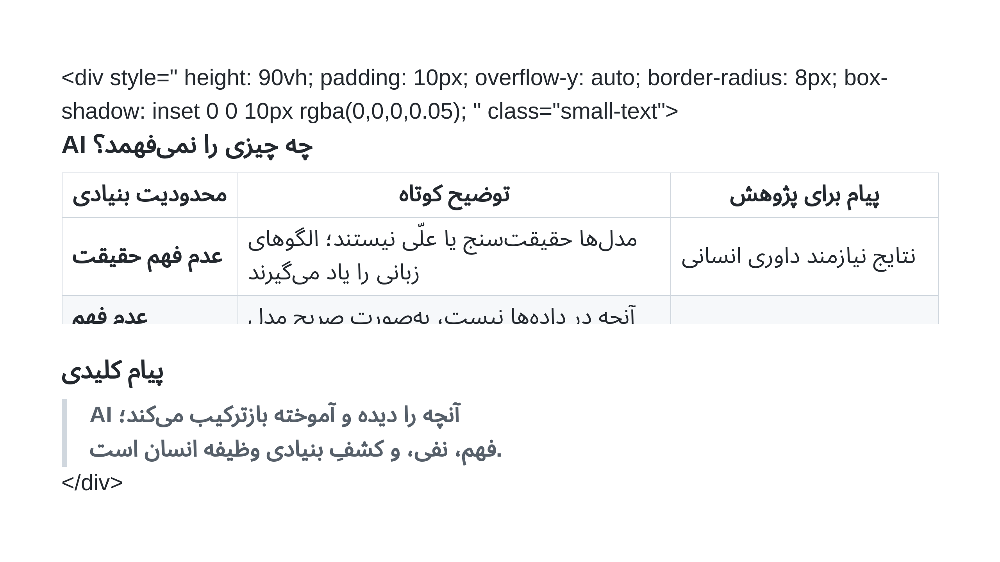 <div style=" height: 90vh; padding: 10px; overflow-y: auto; border-radius: 8px; box-
shadow: inset 0 0 10px rgba(0,0,0,0.05); " class="small-text">
AI چه چیزی را نمی‌فهمد؟
محدودیت بنیادی
توضیح کوتاه
پیام برای پژوهش
عدم فهم حقیقت
مدل‌ها حقیقت‌سنج یا علّی نیستند؛ الگوهای
زبانی را یاد می‌گیرند
نتایج نیازمند داوری انسانی
عدم فهم
آنچه در داده‌ها نیست، به‌صورت صریح مدل
پیام کلیدی
AI آنچه را دیده و آموخته بازترکیب می‌کند؛
فهم، نفی، و کشفِ بنیادی وظیفه انسان است.
</div>